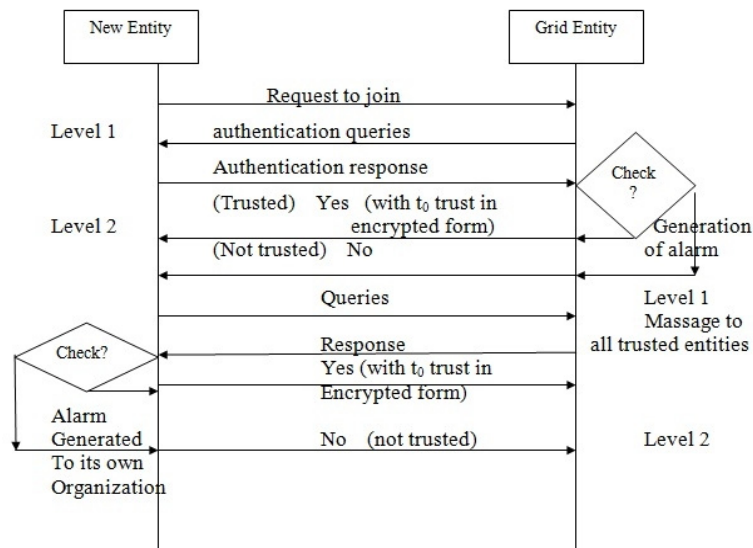 New Entity
Grid Entity
Request to join
Level 1
authentication queries
Authentication response
Check
?
(Trusted) Yes (with t₀ trust in
encrypted form)
Level 2
Generation
of alarm
(Not trusted) No
Queries
Level 1
Massage to
all trusted entities
Response
Check?
Yes (with t₀ trust in
Encrypted form)
Alarm
Generated
To its own
Organization
No (not trusted)
Level 2